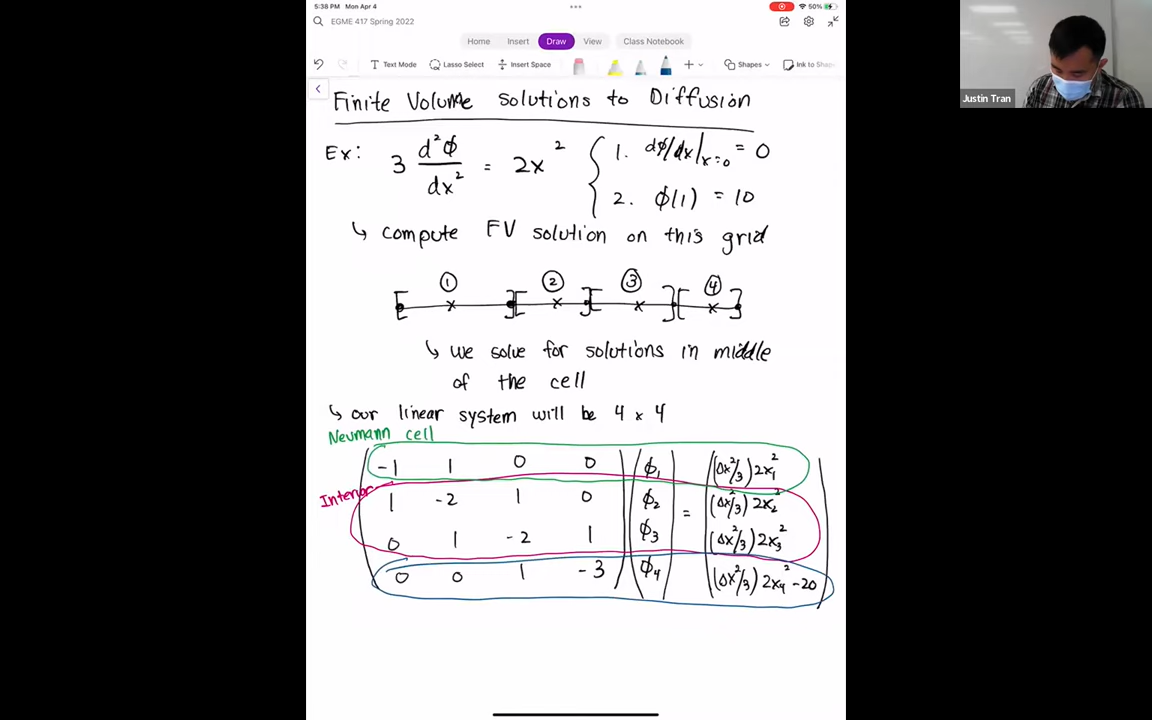 5:38 PM Mon Apr 4
50%
EGME 417 Spring 2022
Home Insert Draw View Class Notebook
Text Mode Lasso Select Insert Space Shapes Ink to Shape
Justin Tran
Finite Volume Solutions to Diffusion
Ex: 3 d²φ/dx² = 2x² { 1. dφ/dx|x=0 = 0
2. φ(1) = 10
↳ compute FV solution on this grid
① ② ③ ④
↳ we solve for solutions in middle
of the cell
↳ our linear system will be 4 x 4
Neumann cell
-1 1 0 0 φ₁ (Δx²/3) 2x₁²
Interior 1 -2 1 0 φ₂ = (Δx²/3) 2x₂²
0 1 -2 1 φ₃ (Δx²/3) 2x₃²
0 0 1 -3 φ₄ (Δx²/3) 2x₄² -20